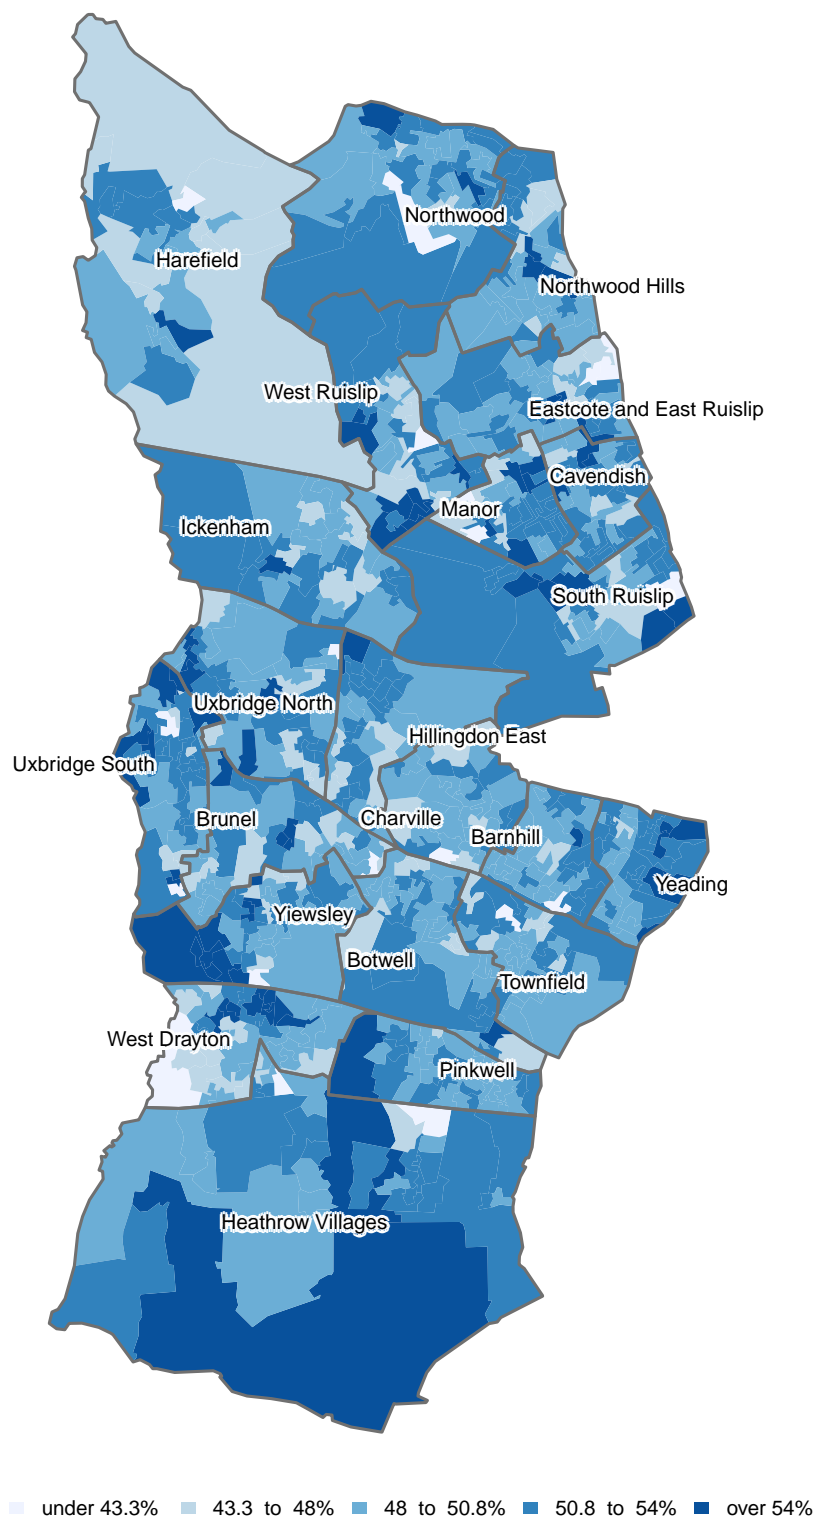 Northwood
Harefield
Northwood Hills
West Ruislip
Eastcote and East Ruislip
Cavendish
Manor
Ickenham
South Ruislip
Uxbridge North
Hillingdon East
Uxbridge South
Brunel
Charville
Barnhill
Yeading
Yiewsley
Botwell
Townfield
West Drayton
Pinkwell
Heathrow Villages
under 43.3% 43.3 to 48% 48 to 50.8% 50.8 to 54% over 54%